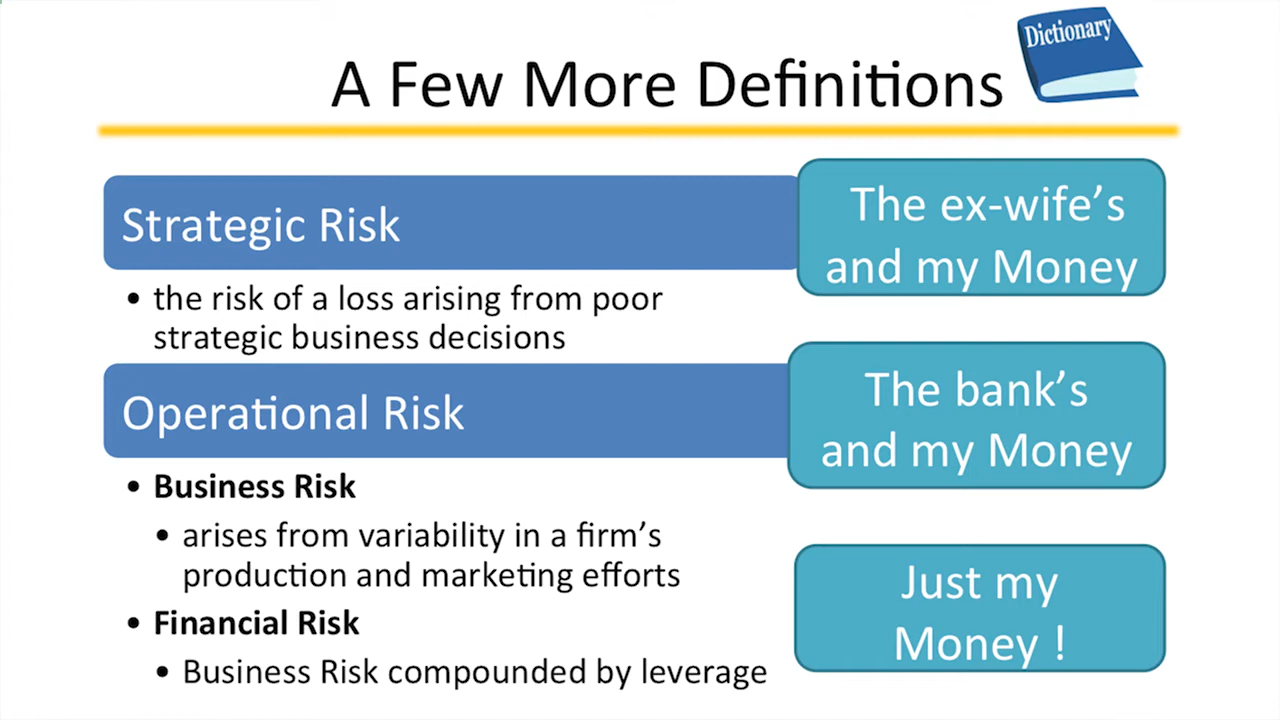 Dictionary
A Few More Definitions
Strategic Risk
The ex-wife's
and my Money
• the risk of a loss arising from poor
strategic business decisions
Operational Risk
The bank's
and my Money
• Business Risk
• arises from variability in a firm's
production and marketing efforts
• Financial Risk
• Business Risk compounded by leverage
Just my
Money !